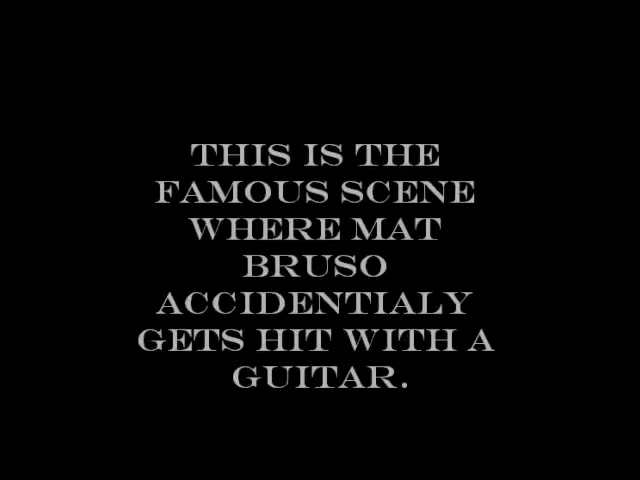 THIS IS THE
FAMOUS SCENE
WHERE MAT
BRUSO
ACCIDENTIALY
GETS HIT WITH A
GUITAR.